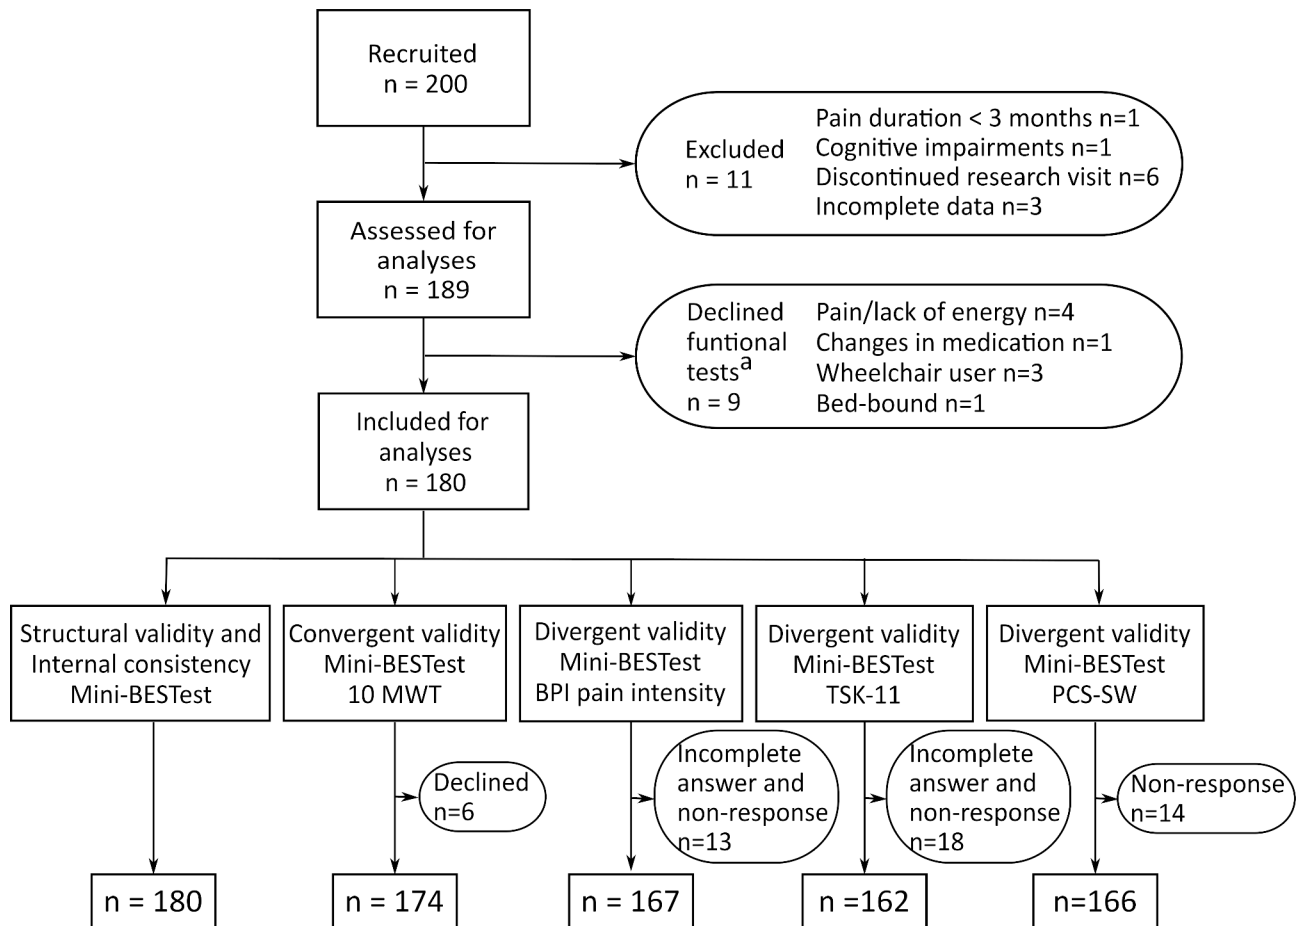 Recruited
n = 200
Excluded
n = 11
Pain duration < 3 months n=1
Cognitive impairments n=1
Discontinued research visit n=6
Incomplete data n=3
Assessed for
analyses
n = 189
Declined
funtional
testsa
n = 9
Pain/lack of energy n=4
Changes in medication n=1
Wheelchair user n=3
Bed-bound n=1
Included for
analyses
n = 180
Structural validity and
Internal consistency
Mini-BESTest
Convergent validity
Mini-BESTest
10 MWT
Divergent validity
Mini-BESTest
BPI pain intensity
Divergent validity
Mini-BESTest
TSK-11
Divergent validity
Mini-BESTest
PCS-SW
Declined
n=6
Incomplete
answer and
non-response
n=13
Incomplete
answer and
non-response
n=18
Non-response
n=14
n = 180
n = 174
n = 167
n =162
n=166